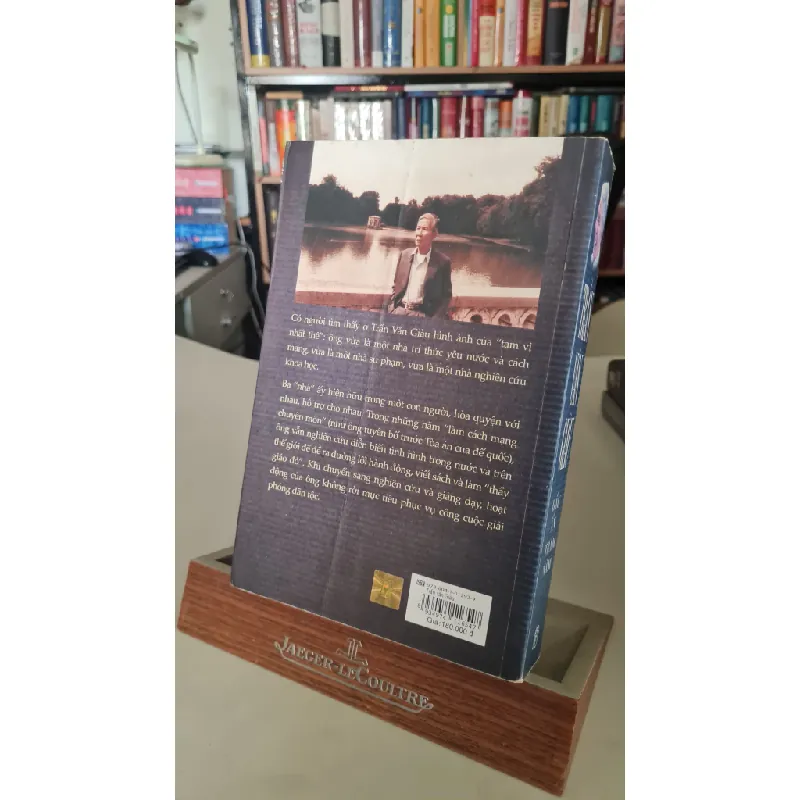 Có người tìm thấy ở Trần Văn Giàu hình ảnh của "tam vị
nhất thể": ông vừa là một nhà trí thức yêu nước và cách
mạng, vừa là một nhà sư phạm, vừa là một nhà nghiên cứu
khoa học.
Ba "nhà" ấy hiện hữu trong một con người, hòa quyện với
nhau, hỗ trợ cho nhau. Trong những năm "làm cách mạng
chuyên môn" (như ông tuyên bố trước Tòa án của đế quốc),
ông vẫn nghiên cứu diễn biến tình hình trong nước và trên
thế giới để đề ra đường lối hành động, viết sách và làm "thầy
giáo đỏ". Khi chuyển sang nghiên cứu và giảng dạy, hoạt
động của ông không rời mục tiêu phục vụ công cuộc giải
phóng dân tộc.
Giá: 180.000 đ
JAEGER-LECOULTRE